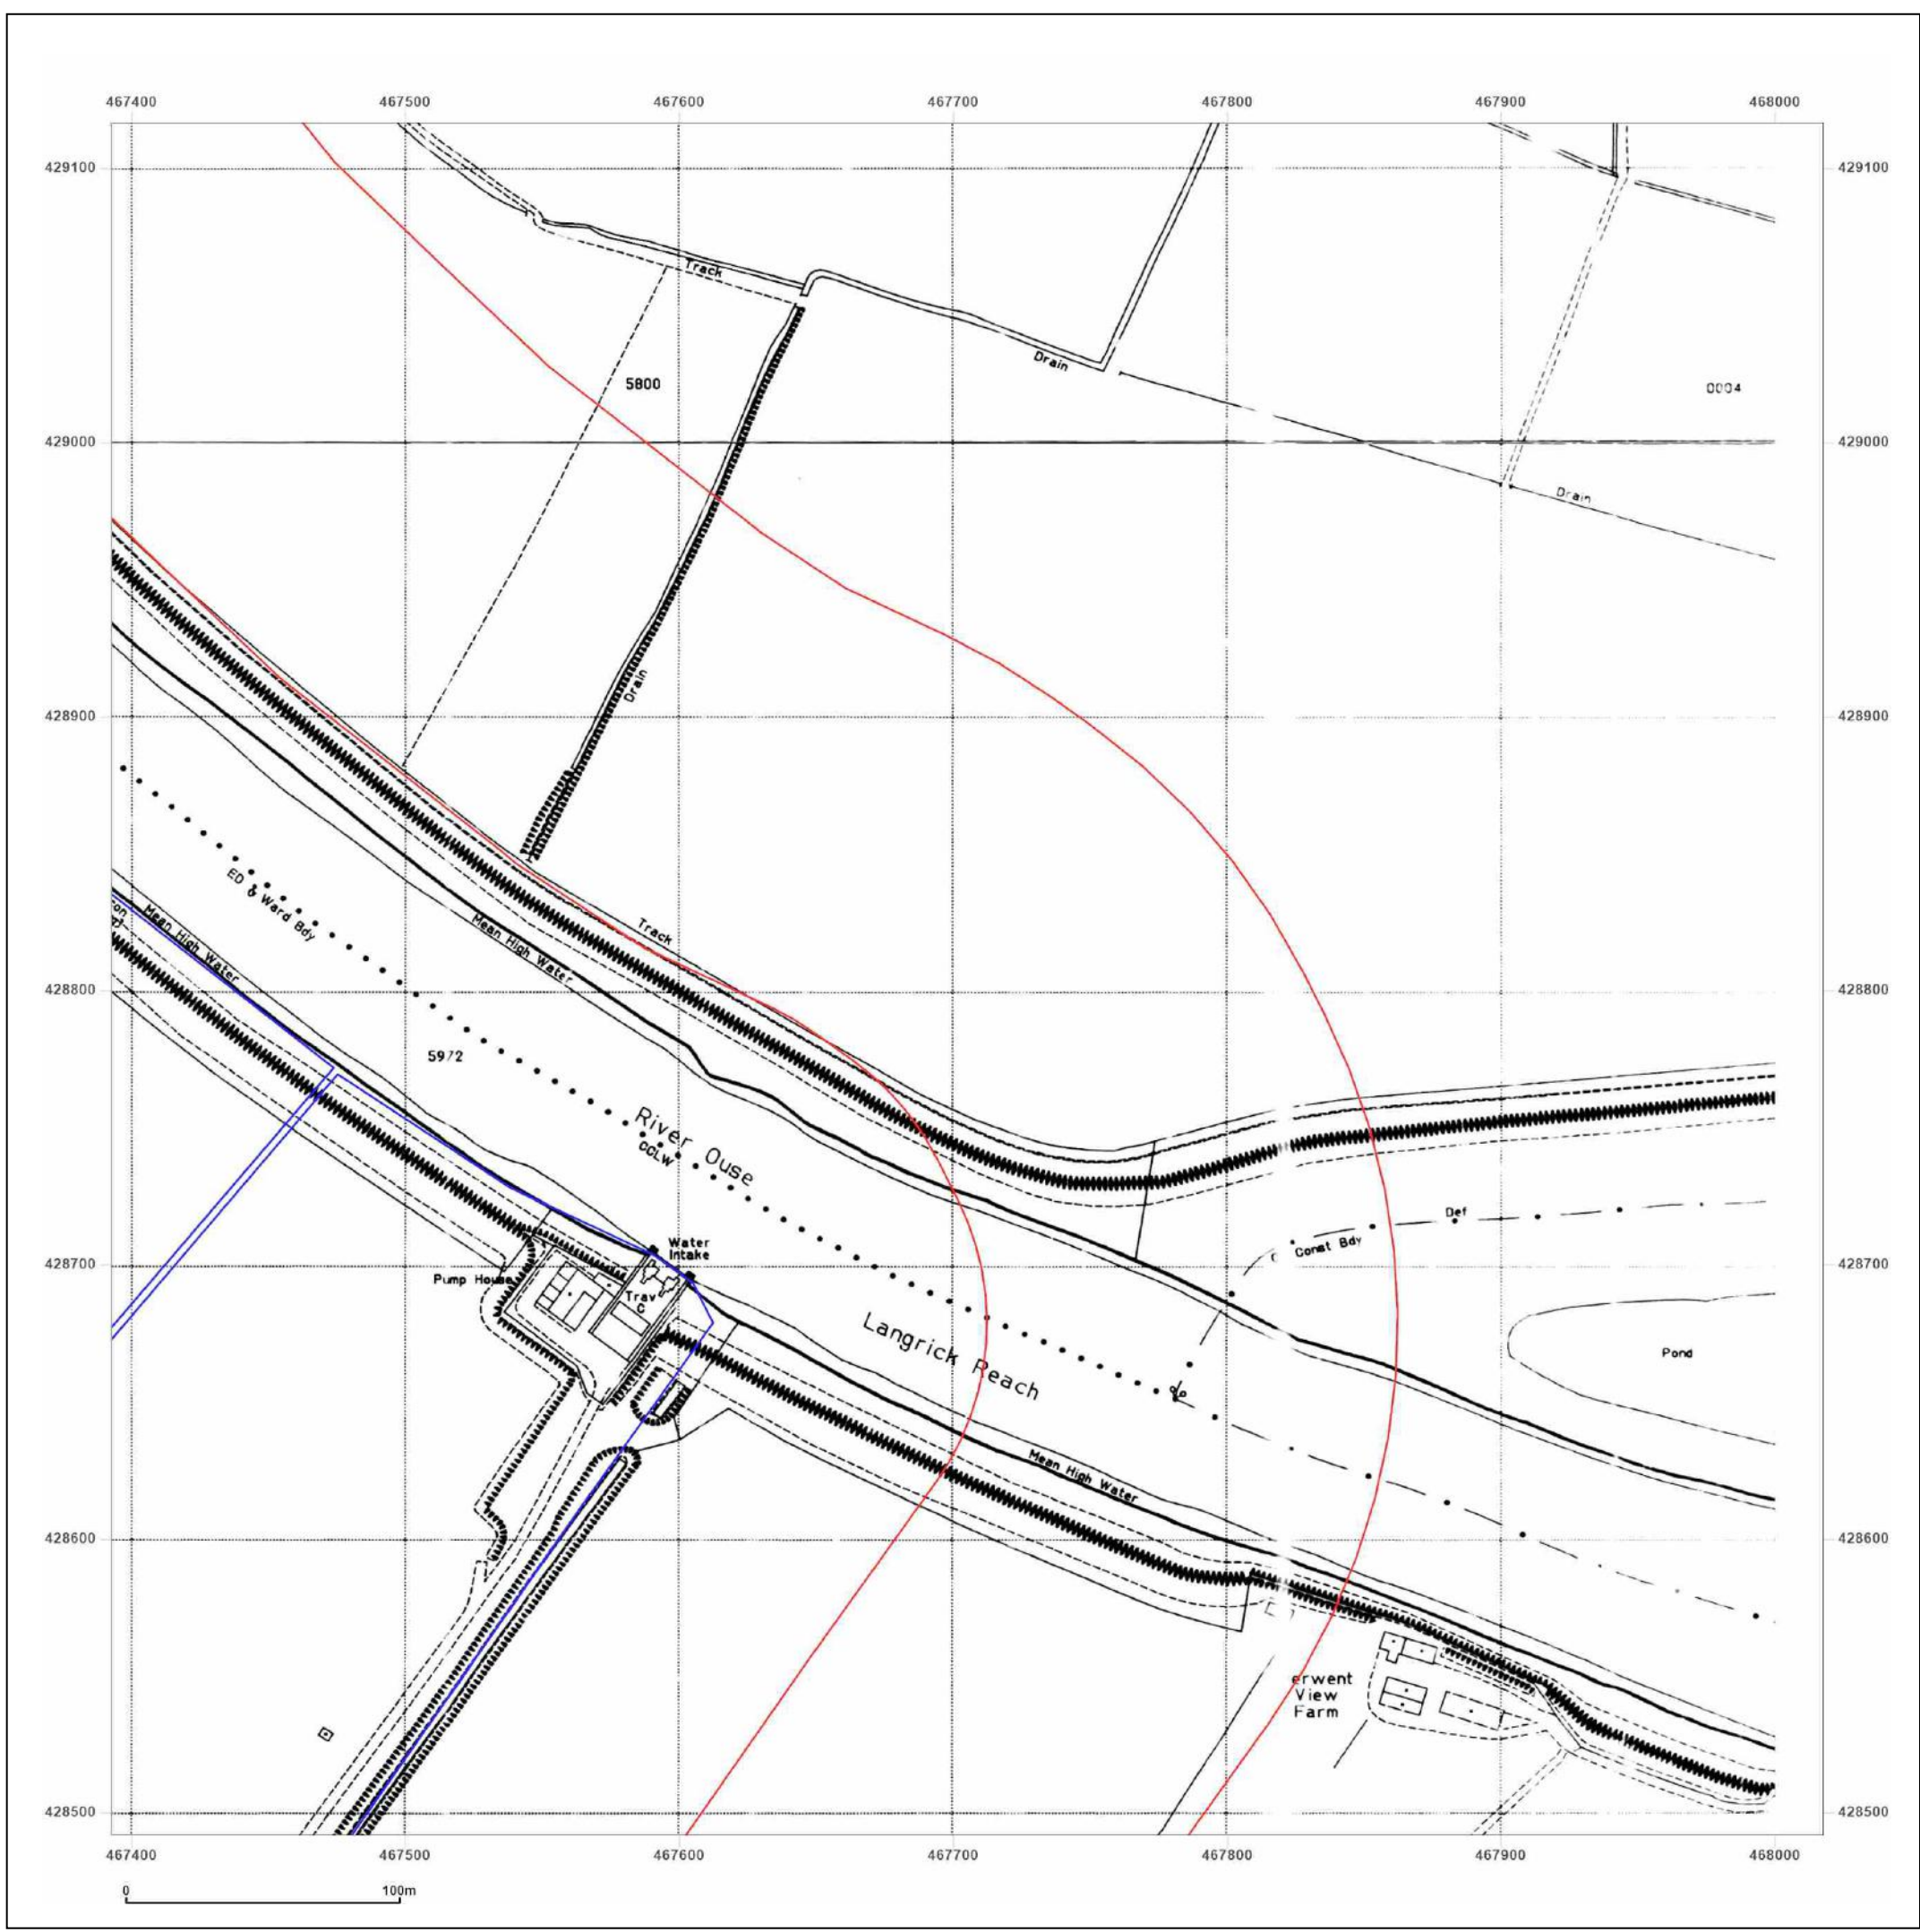 467400 467500 467600 467700 467800 467900 468000
429100 429100
Track
Drain
5800
0004
429000 429000
Drain
Drain
428900 428900
ED & Ward Bdy
Track
Mean High Water
Mean High Water
428800 428800
5972
River Ouse
CCLW
Def
Const Bdy
Water
Intake
428700 428700
Pump House
Trav
C
Langrick Reach
Pond
Mean High Water
428600 428600
erwent
View
Farm
428500 428500
467400 467500 467600 467700 467800 467900 468000
0 100m